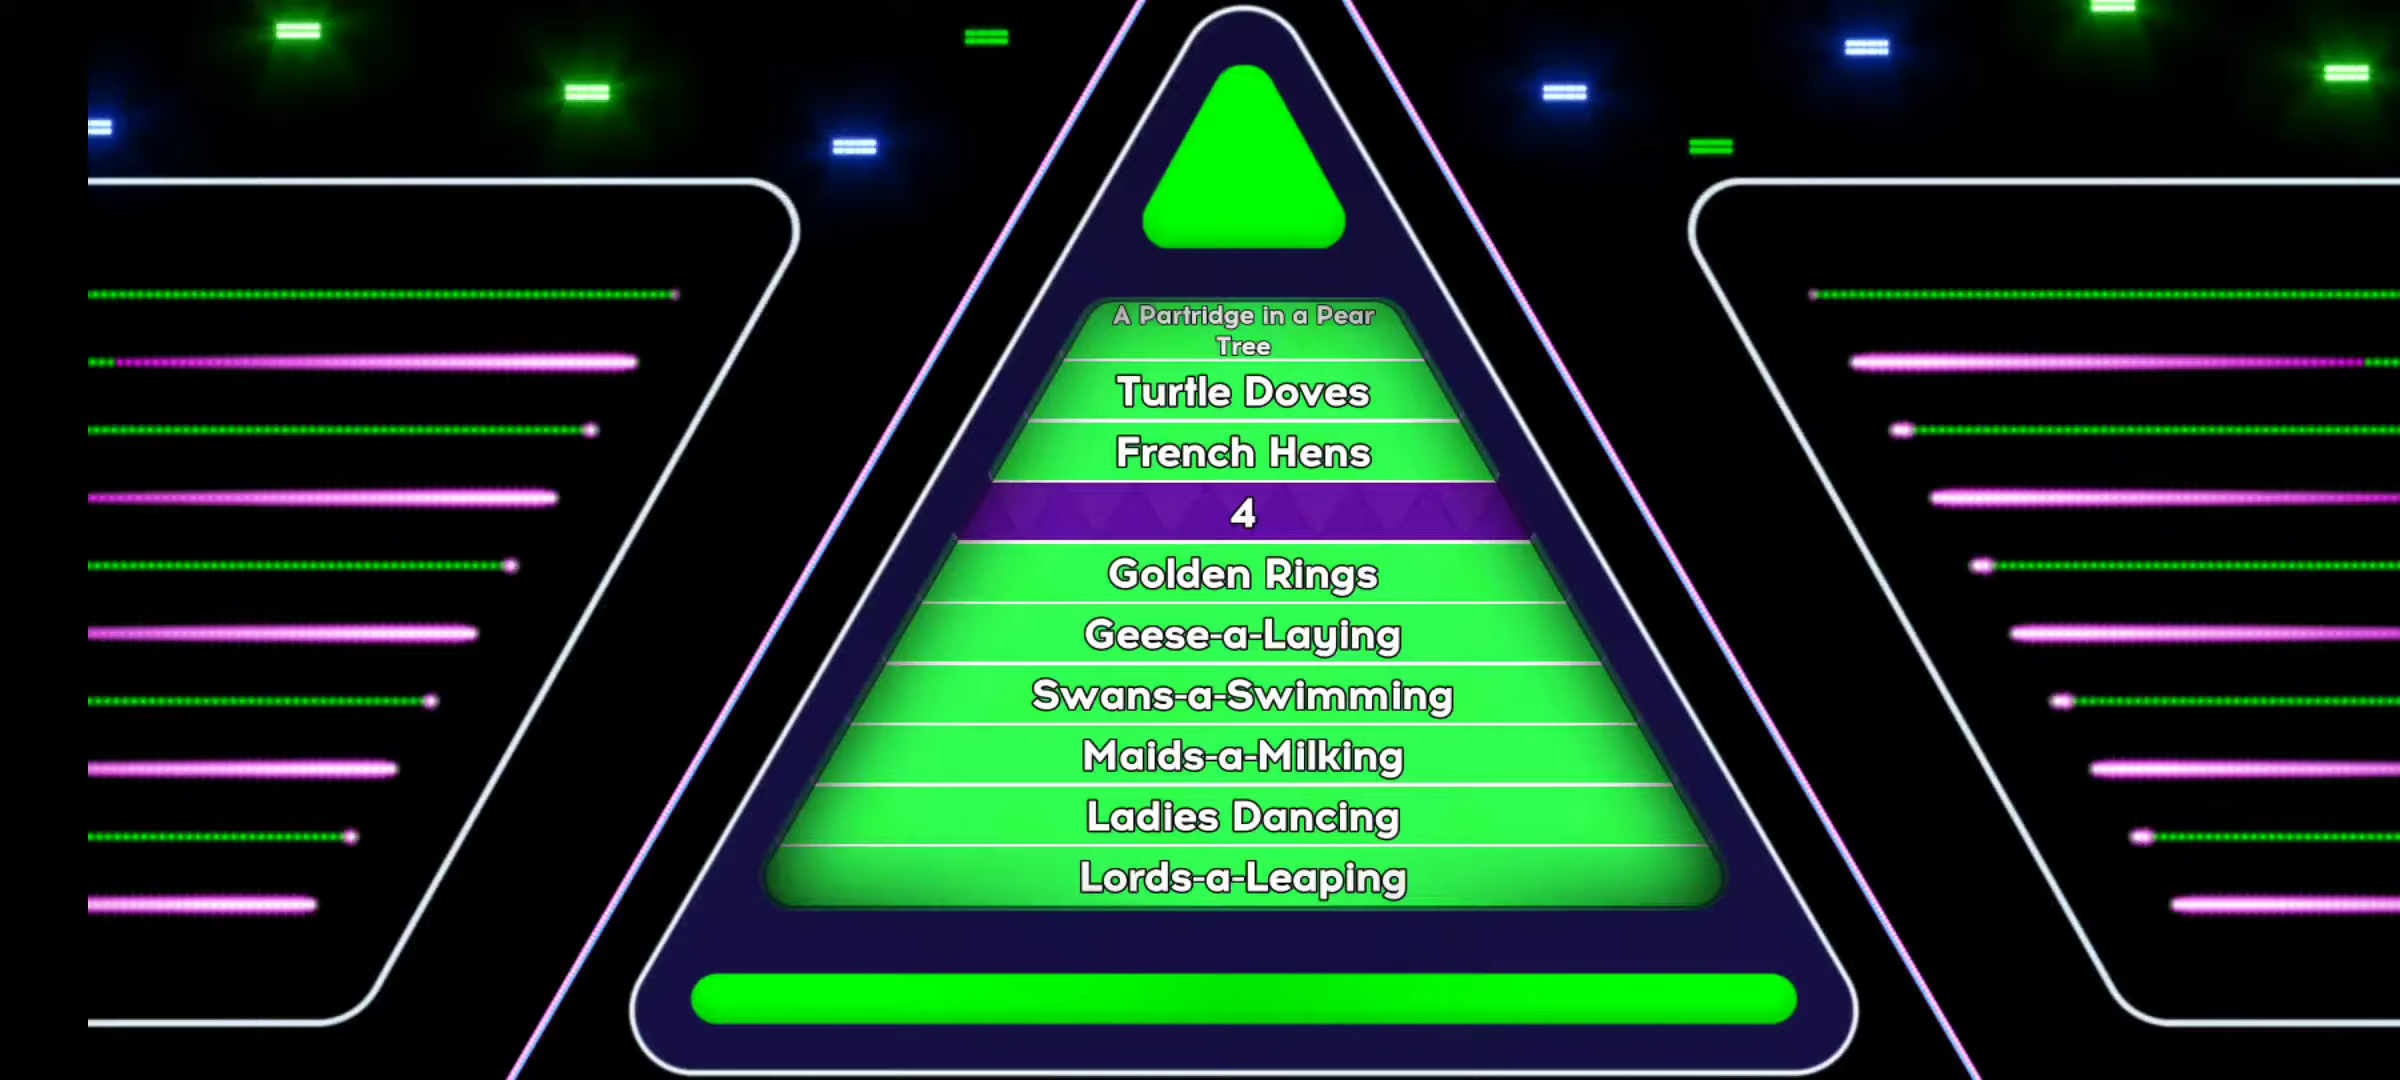 A Partridge in a Pear
Tree
Turtle Doves
French Hens
4
Golden Rings
Geese-a-Laying
Swans-a-Swimming
Maids-a-Milking
Ladies Dancing
Lords-a-Leaping